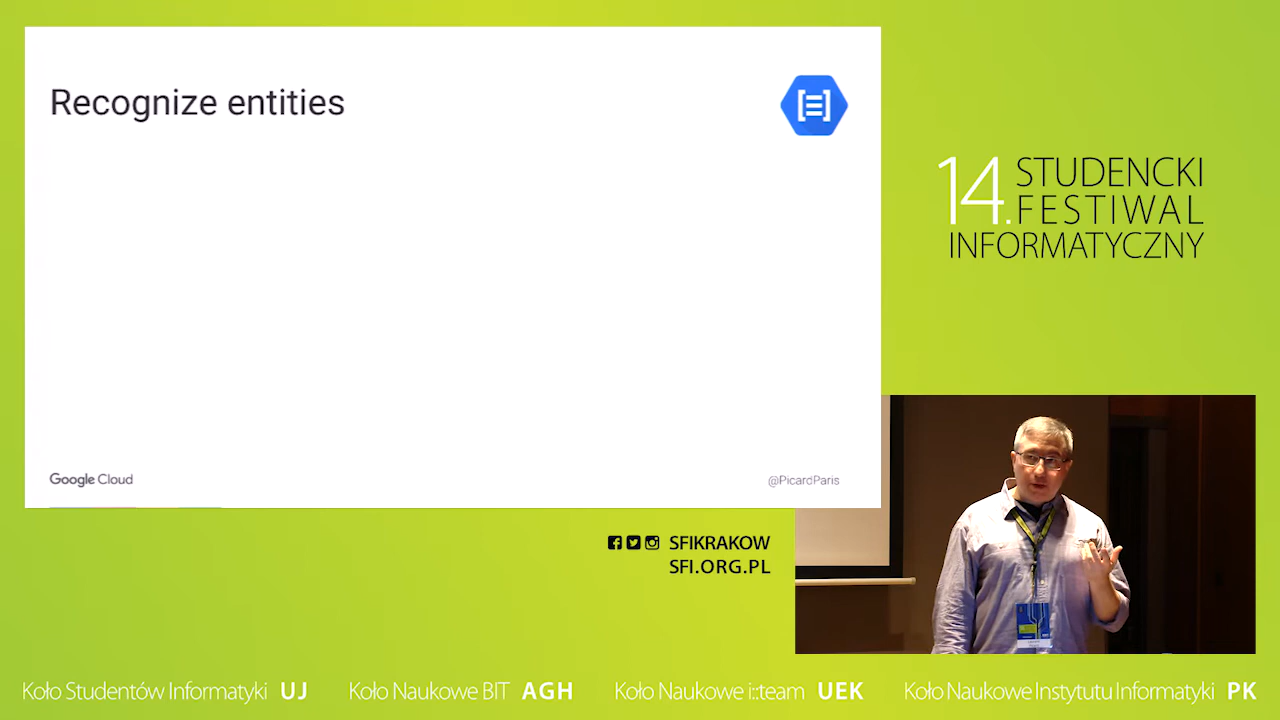 Recognize entities
Google Cloud
@PicardParis
14. STUDENCKI
FESTIWAL
INFORMATYCZNY
SFIKRAKOW
SFI.ORG.PL
Koło Studentów Informatyki UJ
Koło Naukowe BIT AGH
Koło Naukowe i::team UEK
Koło Naukowe Instytutu Informatyki PK